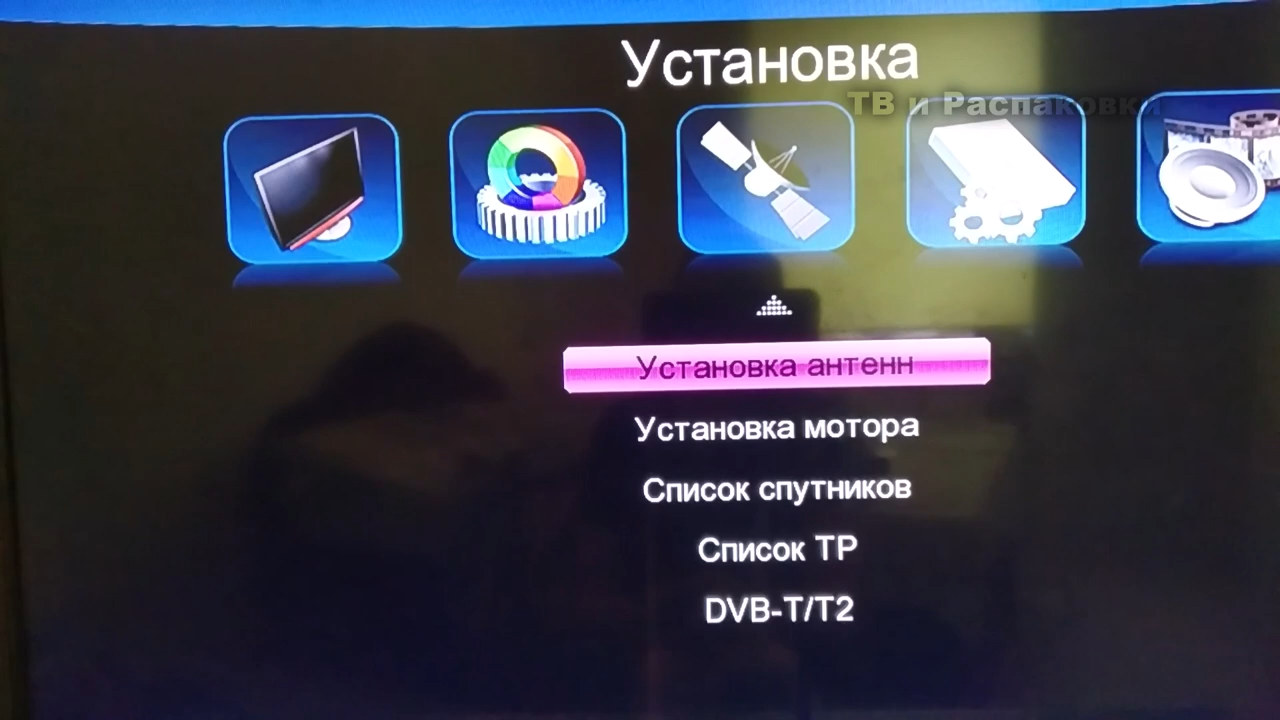 Установка
ТВ и Распаковки
Установка антенн
Установка мотора
Список спутников
Список TP
DVB-T/T2